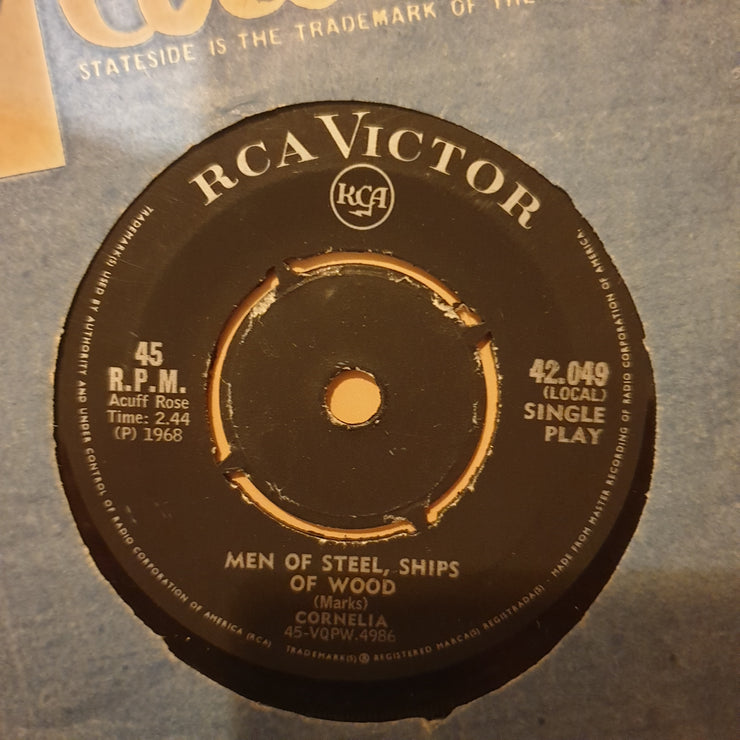 STATESIDE IS THE TRADEMARK OF THE
RCA VICTOR
RCA
45
R.P.M.
Acuff Rose
Time: 2.44
(P) 1968
42.049
(LOCAL)
SINGLE
PLAY
MEN OF STEEL, SHIPS
OF WOOD
(Marks)
CORNELIA
45-VQPW.4986
TRADEMARK(S) USED BY AUTHORITY AND UNDER CONTROL OF RADIO CORPORATION OF AMERICA (RCA) TRADEMARK(S) ® REGISTERED MARCA(S) REGISTRADA(S) . MADE FROM MASTER RECORDING OF RADIO CORPORATION OF AMERICA.